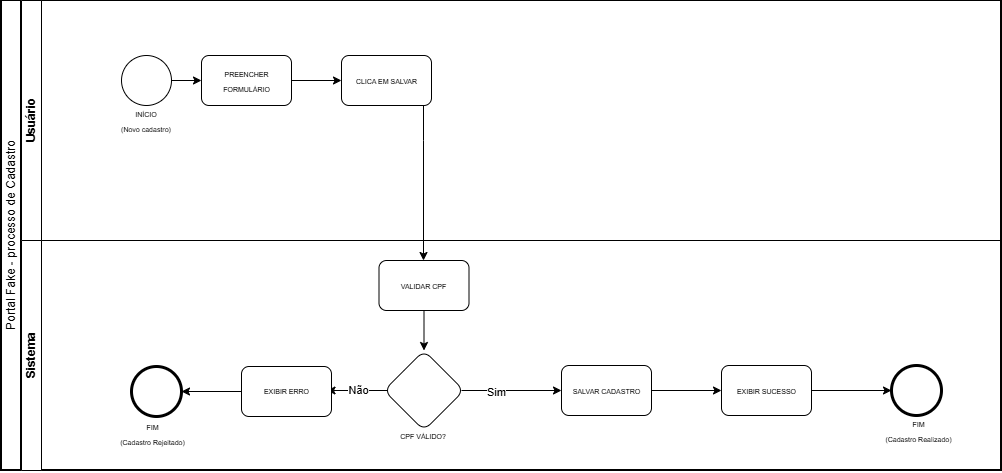 Portal Fake - processo de Cadastro
Usuário
INÍCIO
(Novo cadastro)
PREENCHER
FORMULÁRIO
CLICA EM SALVAR
Sistema
VALIDAR CPF
CPF VÁLIDO?
Não
EXIBIR ERRO
FIM
(Cadastro Rejeitado)
Sim
SALVAR CADASTRO
EXIBIR SUCESSO
FIM
(Cadastro Realizado)